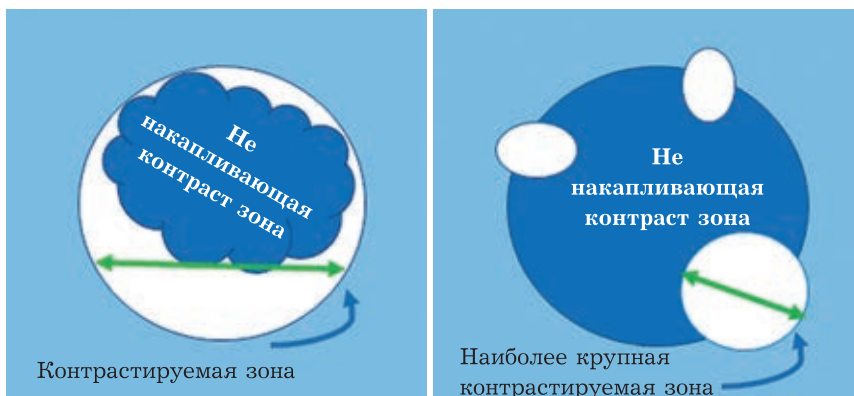 Не
накапливающая
контраст зона
Контрастируемая зона
Не
накапливающая
контраст зона
Наиболее крупная
контрастируемая зона